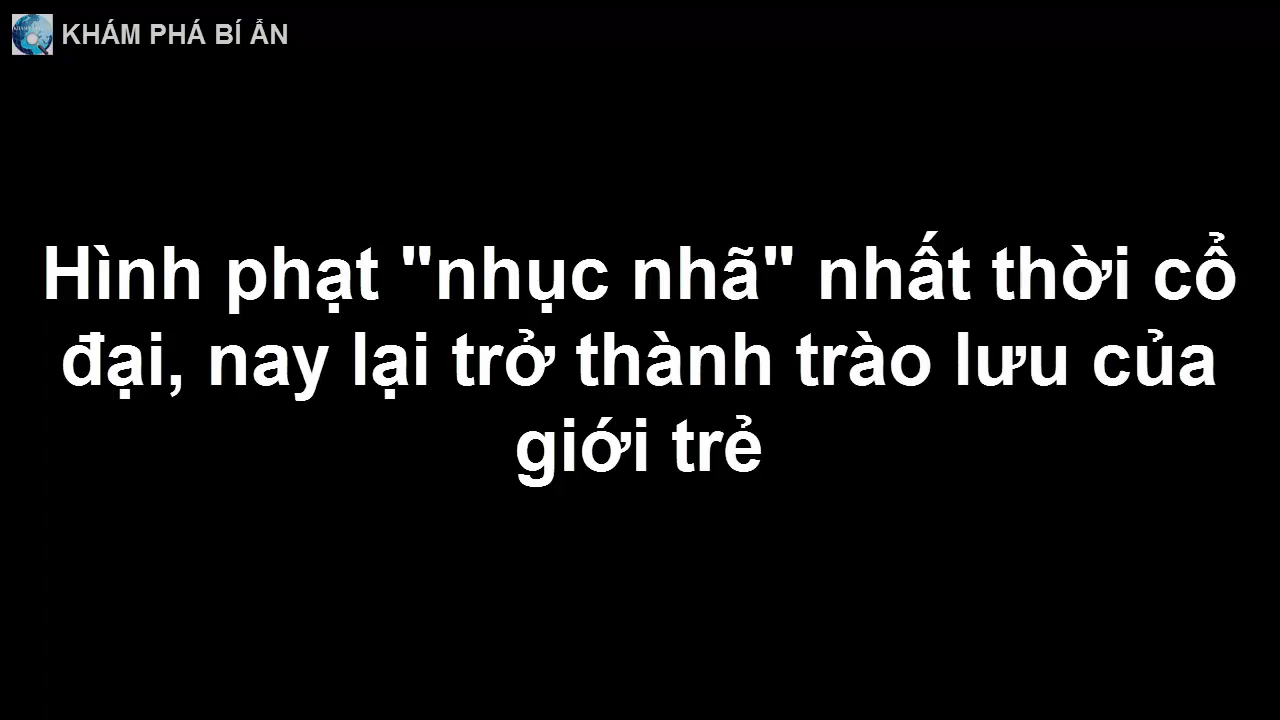 KHÁM PHÁ BÍ ẨN
Hình phạt "nhục nhã" nhất thời cổ
đại, nay lại trở thành trào lưu của
giới trẻ